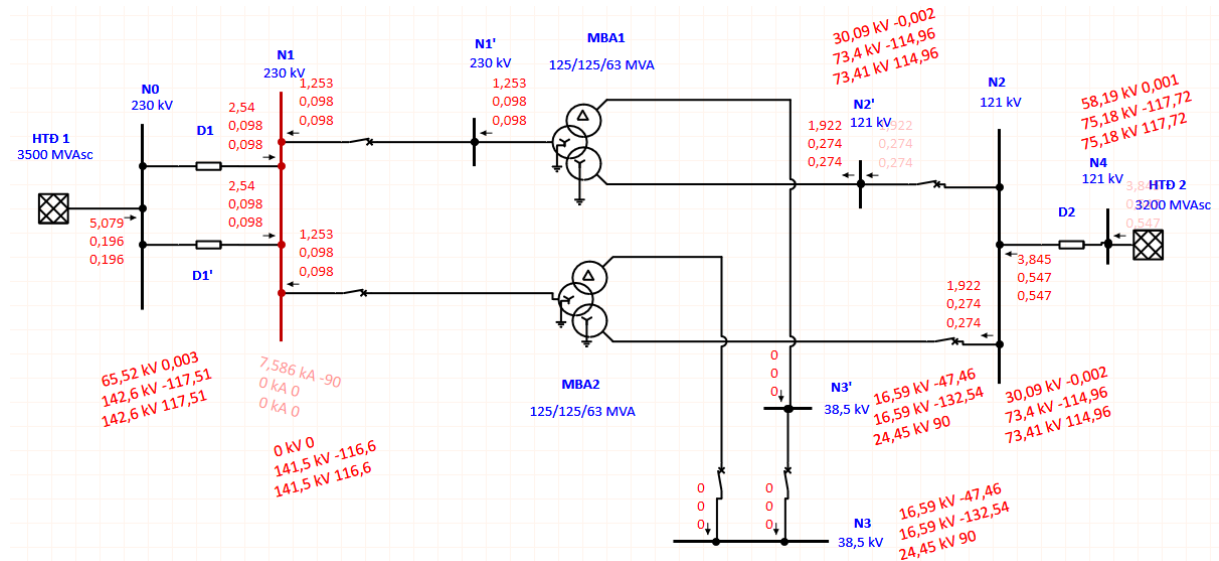 30,09 kV -0,002
73,4 kV -114,96
73,41 kV 114,96
MBA1
125/125/63 MVA
N1'
230 kV
N1
230 kV
N0
230 kV
HTĐ 1
3500 MVAsc
D1
2,54
0,098
0,098
1,253
0,098
0,098
1,253
0,098
0,098
N2'
121 kV
1,922
0,274
0,274
1,922
0,274
0,274
N2
121 kV
58,19 kV 0,001
75,18 kV -117,72
75,18 kV 117,72
N4
121 kV
HTĐ 2
3200 MVAsc
0,547
D2
3,845
0,547
0,547
5,079
0,196
0,196
2,54
0,098
0,098
D1'
1,253
0,098
0,098
1,922
0,274
0,274
65,52 kV 0,003
142,6 kV -117,51
142,6 kV 117,51
7,586 kA -90
0 kA 0
0 kA 0
0 kV 0
141,5 kV -116,6
141,5 kV 116,6
MBA2
125/125/63 MVA
0
0
0
N3'
38,5 kV
16,59 kV -47,46
16,59 kV -132,54
24,45 kV 90
30,09 kV -0,002
73,4 kV -114,96
73,41 kV 114,96
0
0
0
0
0
0
N3
38,5 kV
16,59 kV -47,46
16,59 kV -132,54
24,45 kV 90